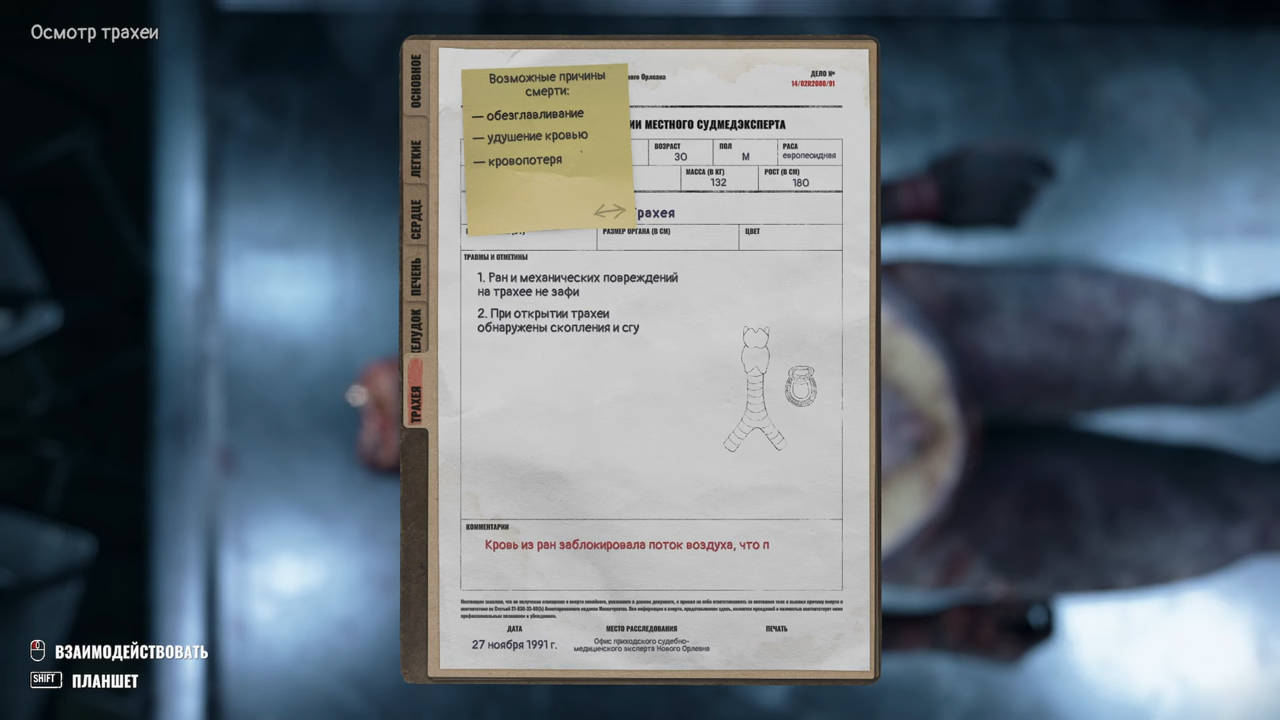 Осмотр трахеи
Возможные причины
смерти:
— обезглавливание
— удушение кровью
— кровопотеря
Орлеана
ДЕЛО №
14/02R2000/91
МЕСТНОГО СУДМЕДЭКСПЕРТА
ВОЗРАСТ
30
ПОЛ
М
РАСА
европеоидная
МАССА (В КГ)
132
РОСТ (В СМ)
180
рахея
РАЗМЕР ОРГАНА (В СМ)
ЦВЕТ
ТРАВМЫ И ОТМЕТИНЫ
1. Ран и механических повреждений
на трахее не зафи
2. При открытии трахеи
обнаружены скопления и сгу
КОММЕНТАРИИ
Кровь из ран заблокировала поток воздуха, что п
ДАТА
27 ноября 1991 г.
МЕСТО РАССЛЕДОВАНИЯ
Офис приходского судебно-
медицинского эксперта Нового Орлеана
ПЕЧАТЬ
ОСНОВНОЕ
ЛЕГКИЕ
СЕРДЦЕ
ПЕЧЕНЬ
ЕЛУДОК
ТРАХЕЯ
ВЗАИМОДЕЙСТВОВАТЬ
SHIFT ПЛАНШЕТ